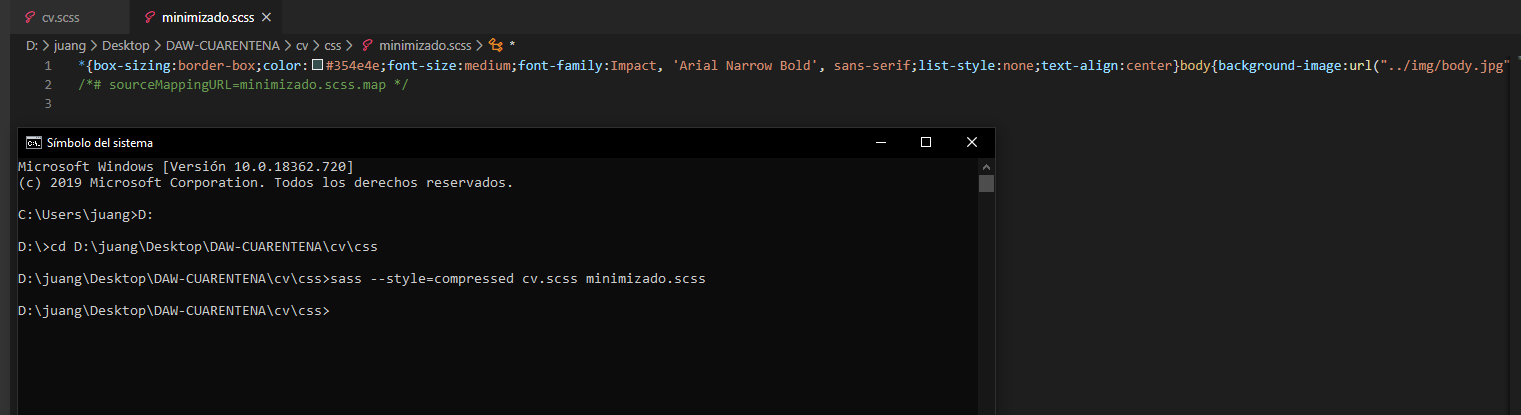 cv.scss minimizado.scss
D: > juang > Desktop > DAW-CUARENTENA > cv > css > minimizado.scss > *
1 *{box-sizing:border-box;color:#354e4e;font-size:medium;font-family:Impact, 'Arial Narrow Bold', sans-serif;list-style:none;text-align:center}body{background-image:url("../img/body.jpg"
2 /*# sourceMappingURL=minimizado.scss.map */
3
Símbolo del sistema
Microsoft Windows [Versión 10.0.18362.720]
(c) 2019 Microsoft Corporation. Todos los derechos reservados.
C:\Users\juang>D:
D:\>cd D:\juang\Desktop\DAW-CUARENTENA\cv\css
D:\juang\Desktop\DAW-CUARENTENA\cv\css>sass --style=compressed cv.scss minimizado.scss
D:\juang\Desktop\DAW-CUARENTENA\cv\css>